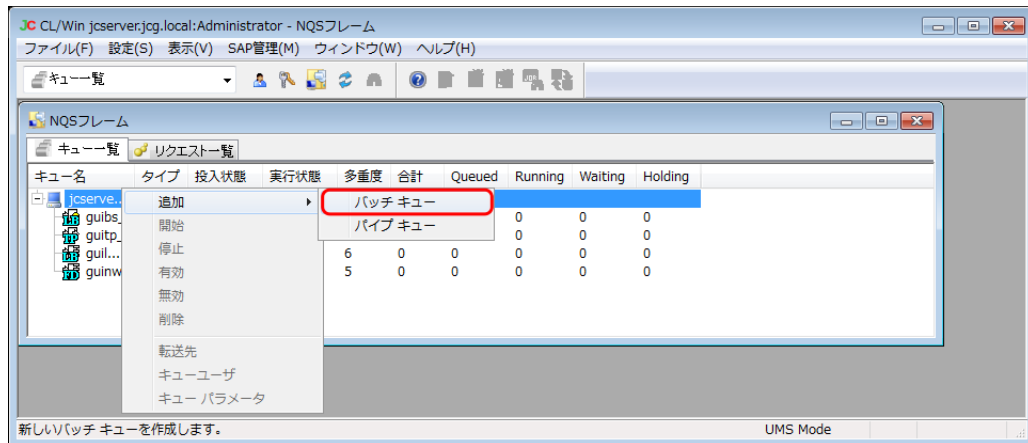 JC CL/Win jcserver.jcg.local:Administrator - NQSフレーム
ファイル(F) 設定(S) 表示(V) SAP管理(M) ウィンドウ(W) ヘルプ(H)
キュー一覧
NQSフレーム
キュー一覧 リクエスト一覧
キュー名 タイプ 投入状態 実行状態 多重度 合計 Queued Running Waiting Holding
jcserve...
追加 バッチ キュー
guibs_ 0 0 0
開始 パイプ キュー
guitp_ 0 0 0
停止
guil... 6 0 0 0 0 0
有効
guinw 5 0 0 0 0 0
無効
削除
転送先
キューユーザ
キュー パラメータ
新しいバッチ キューを作成します。 UMS Mode